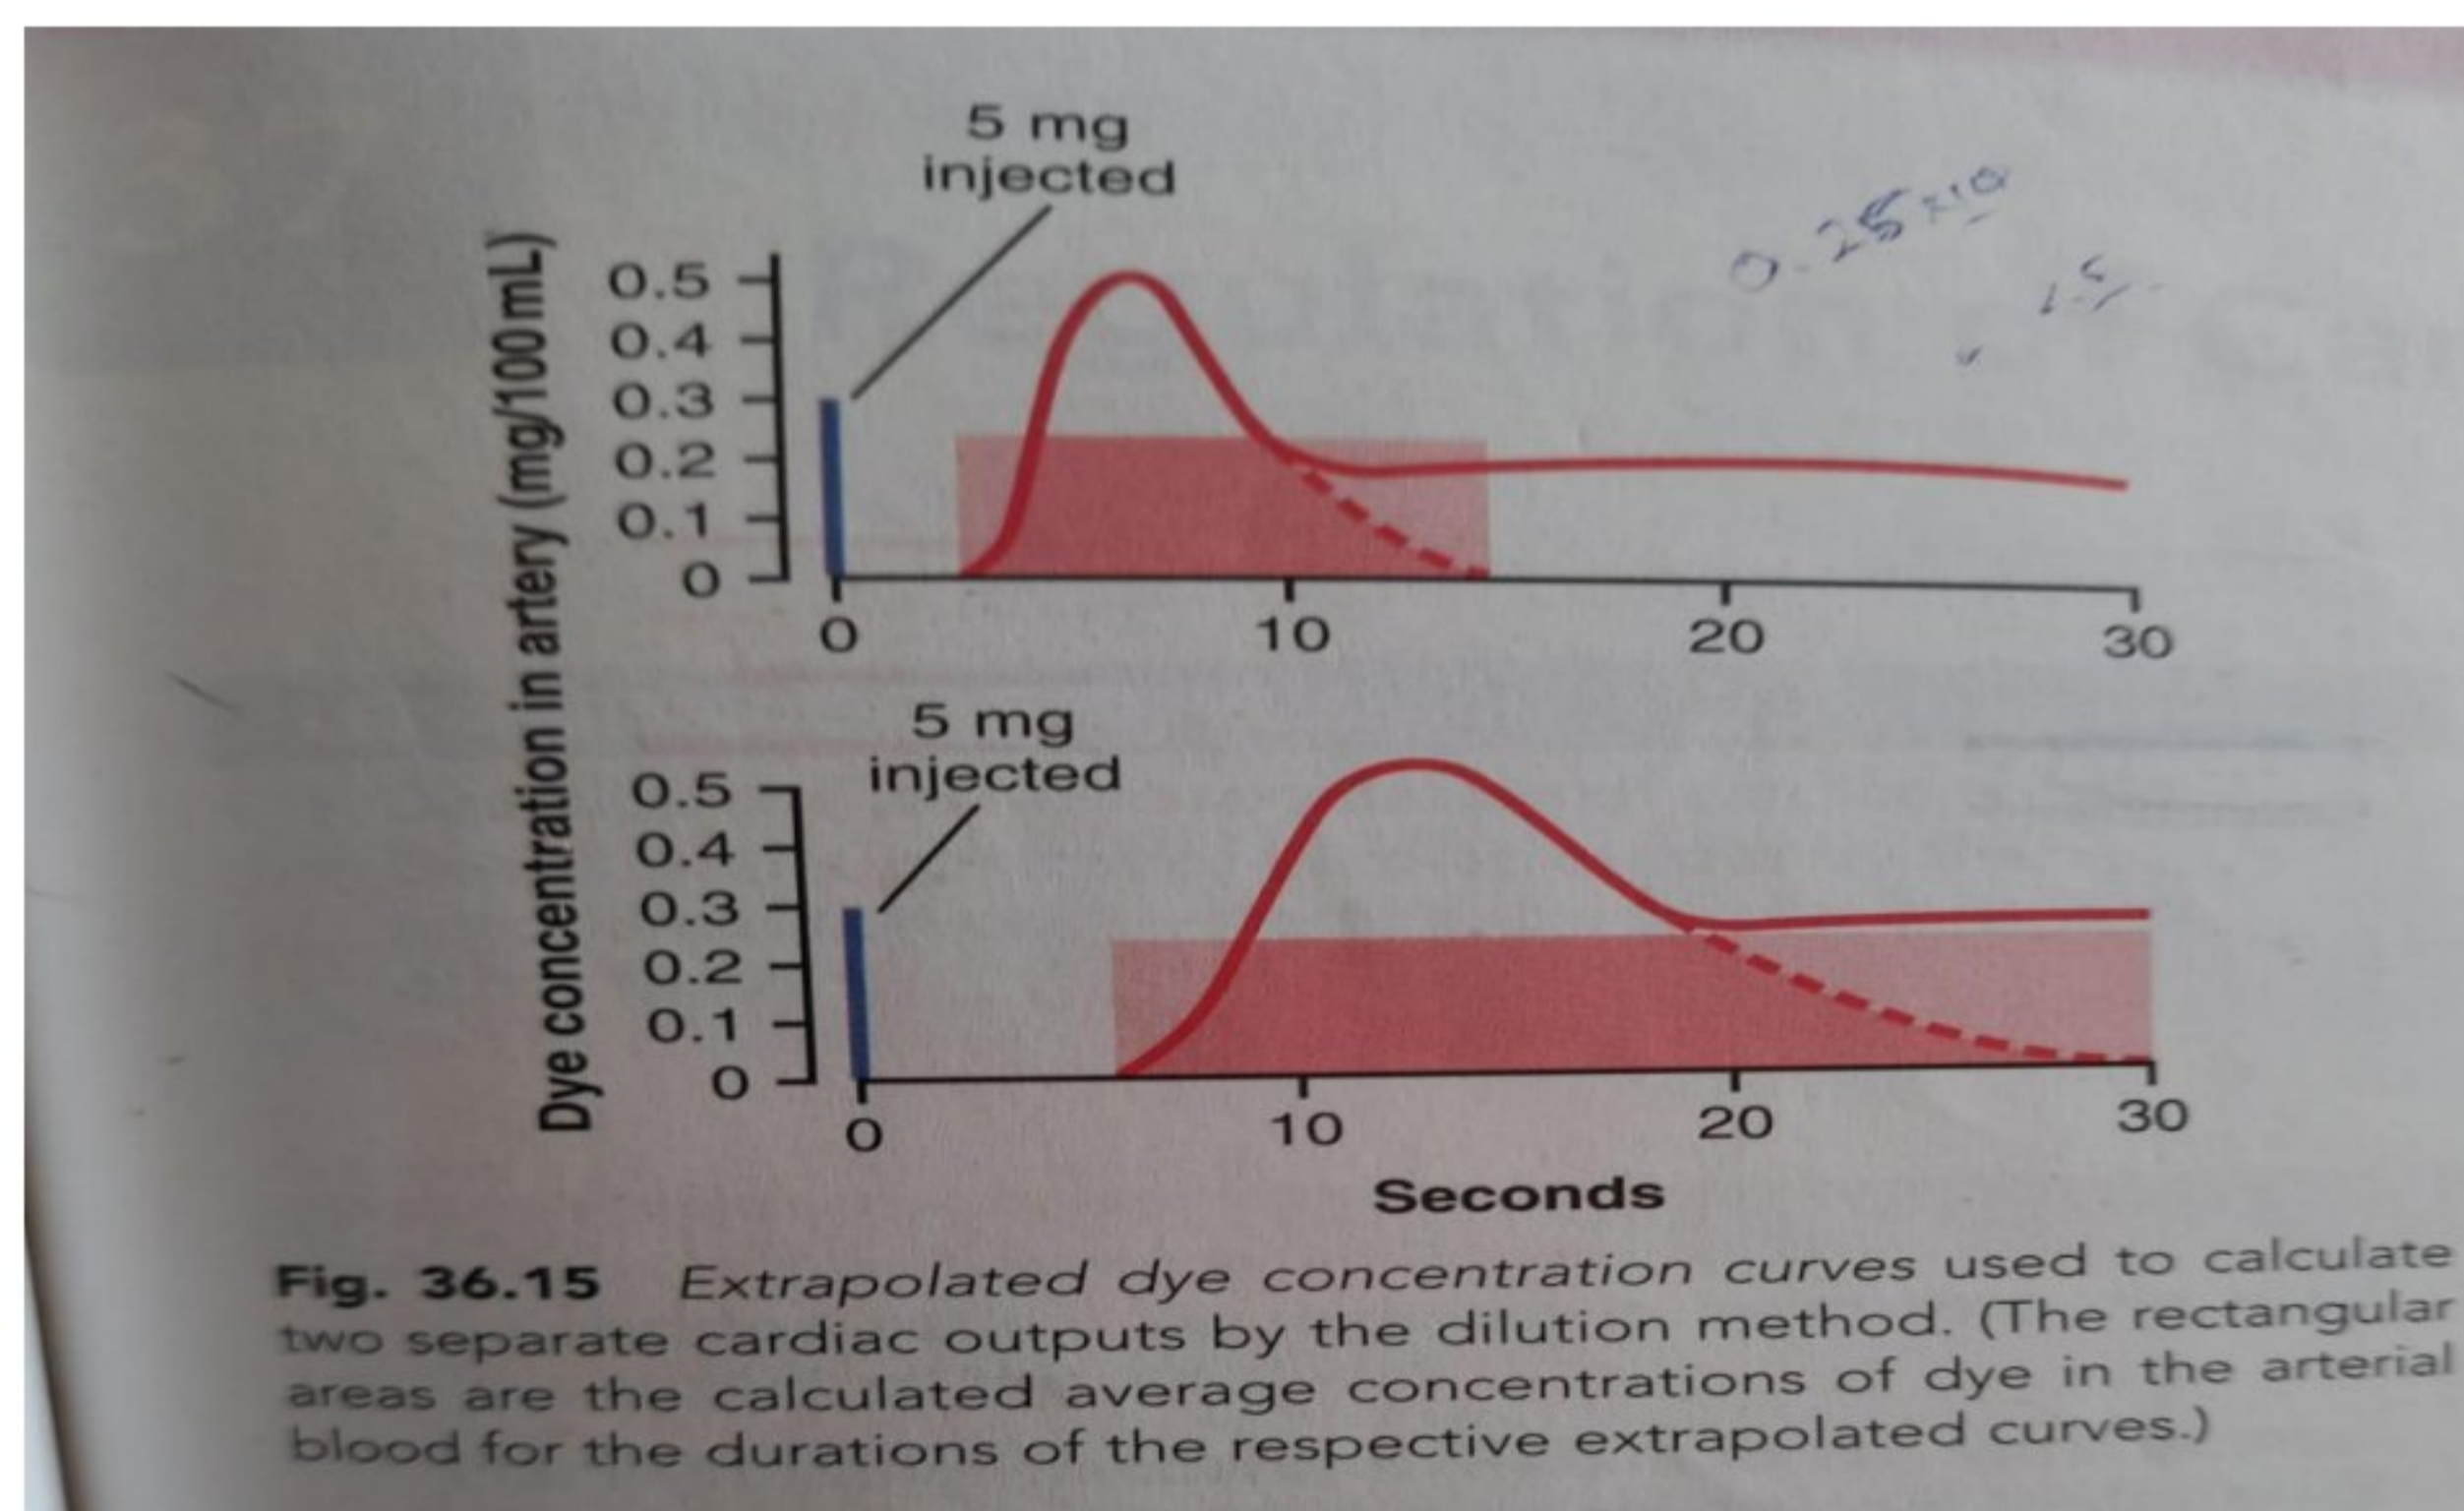 5 mg
injected
0.25 x10
Dye concentration in artery (mg/100 mL)
0.5
0.4
0.3
0.2
0.1
0
0
10
20
30
5 mg
injected
0.5
0.4
0.3
0.2
0.1
0
0
10
20
30
Seconds
Fig. 36.15 Extrapolated dye concentration curves used to calculate
two separate cardiac outputs by the dilution method. (The rectangular
areas are the calculated average concentrations of dye in the arterial
blood for the durations of the respective extrapolated curves.)